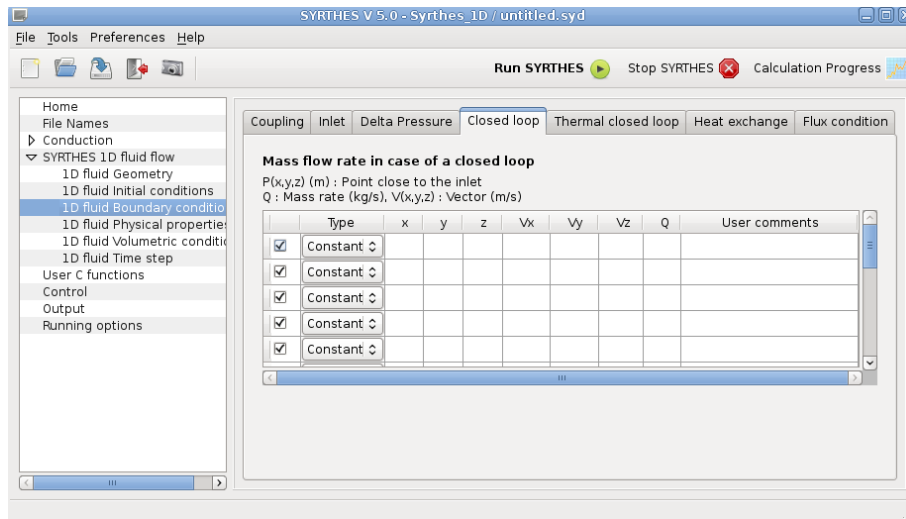 SYRTHES V 5.0 - Syrthes_1D / untitled.syd
File Tools Preferences Help
Run SYRTHES Stop SYRTHES Calculation Progress
Home
File Names
Conduction
SYRTHES 1D fluid flow
1D fluid Geometry
1D fluid Initial conditions
1D fluid Boundary conditio
1D fluid Physical propertie
1D fluid Volumetric conditi
1D fluid Time step
User C functions
Control
Output
Running options
Coupling Inlet Delta Pressure Closed loop Thermal closed loop Heat exchange Flux condition
Mass flow rate in case of a closed loop
P(x,y,z) (m) : Point close to the inlet
Q : Mass rate (kg/s), V(x,y,z) : Vector (m/s)
Type x y z Vx Vy Vz Q User comments
Constant
Constant
Constant
Constant
Constant